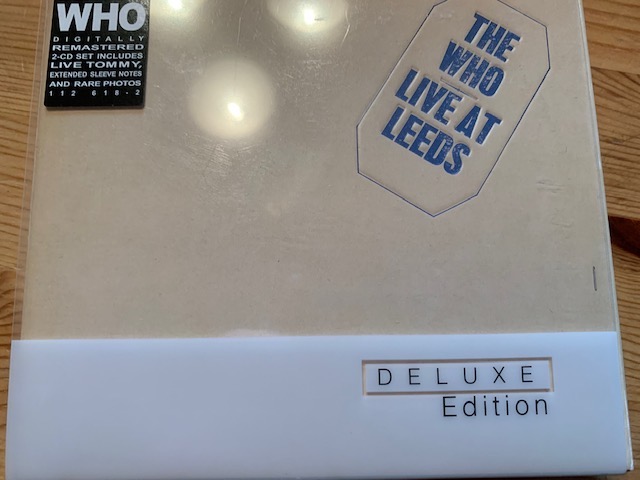 WHO
DIGITALLY
REMASTERED
2-CD SET INCLUDES
LIVE TOMMY,
EXTENDED SLEEVE NOTES
AND RARE PHOTOS
112 618-2
THE
WHO
LIVE AT
LEEDS
DELUXE
Edition